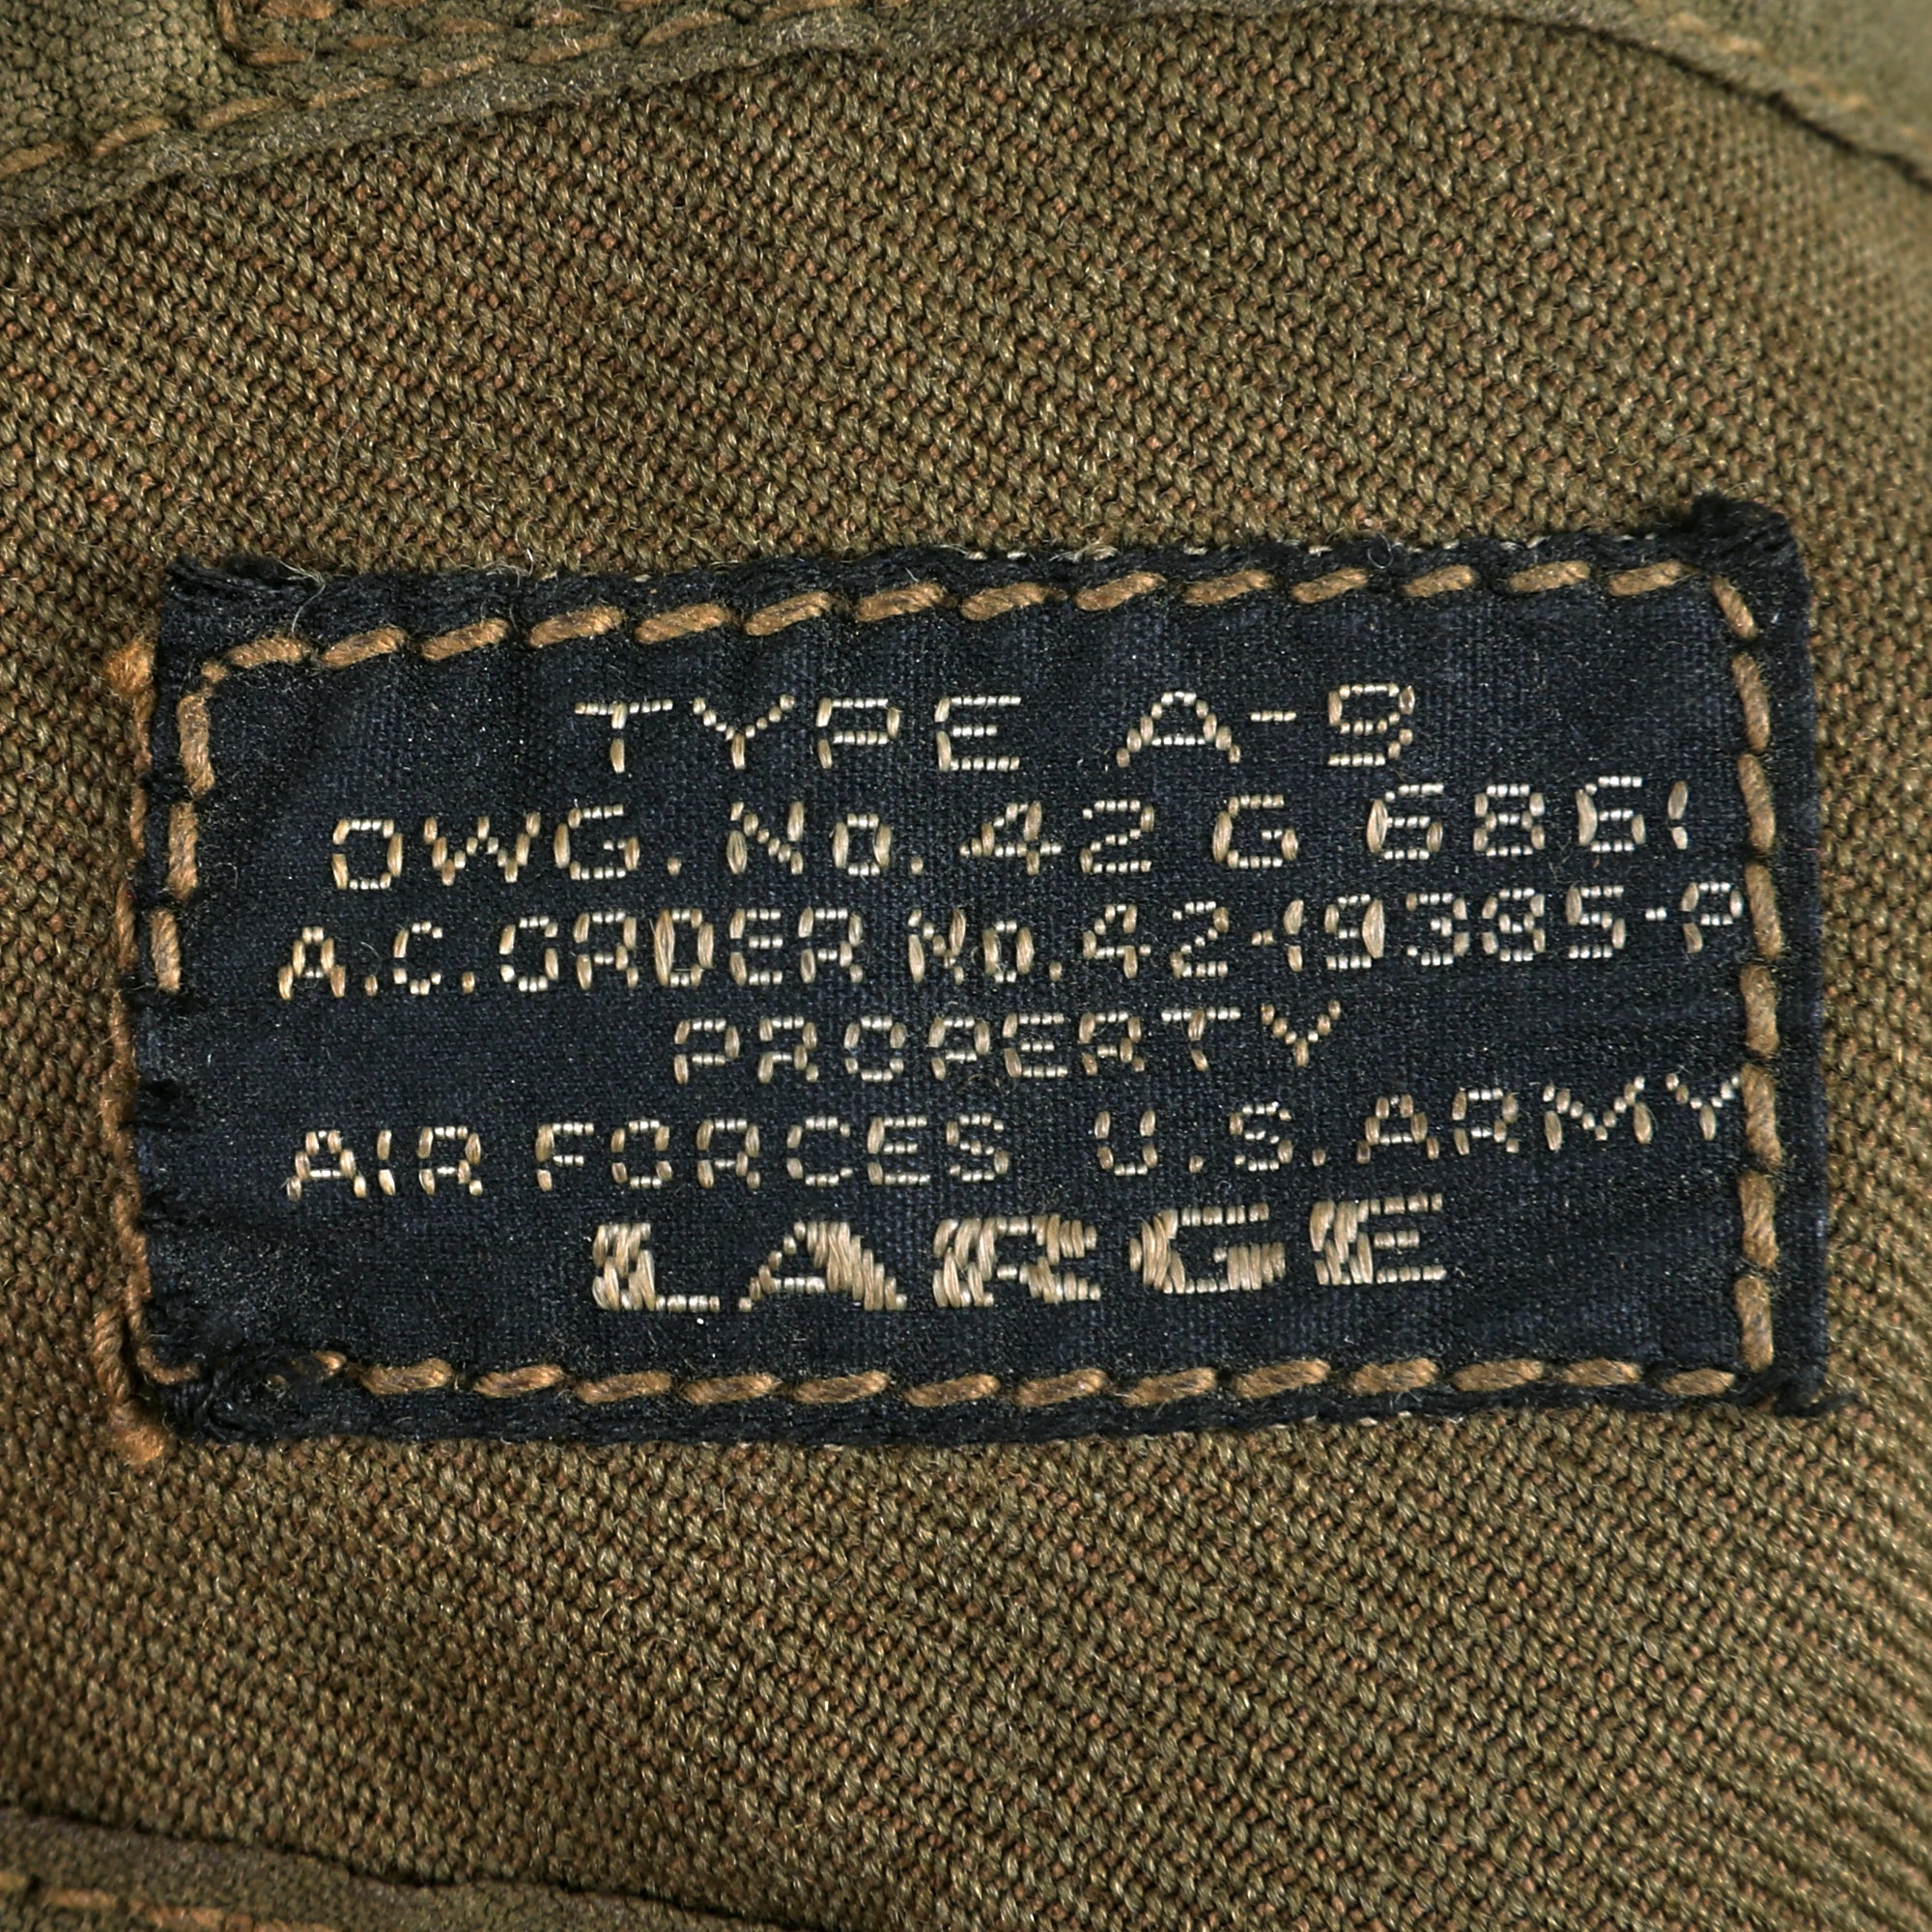 TYPE A-9
DWG. No. 42 G 6861
A.C. ORDER No. 42-19385-P
PROPERTY
AIR FORCES U.S. ARMY
LARGE